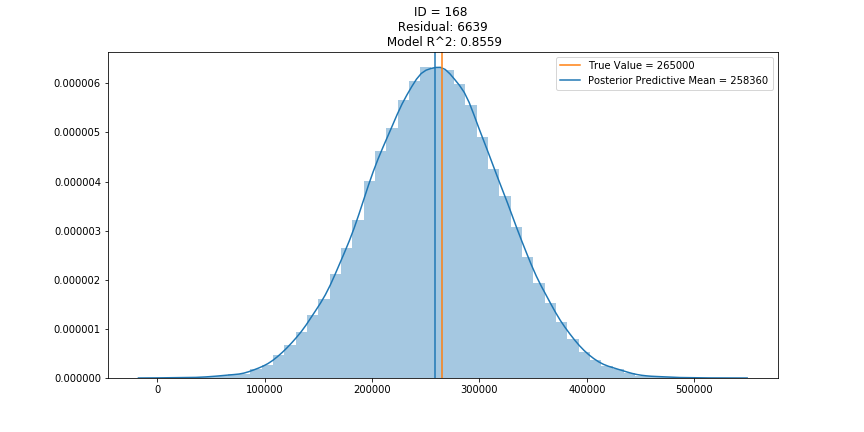 ID = 168
Residual: 6639
Model R^2: 0.8559
True Value = 265000
Posterior Predictive Mean = 258360
0.000006
0.000005
0.000004
0.000003
0.000002
0.000001
0.000000
0 100000 200000 300000 400000 500000